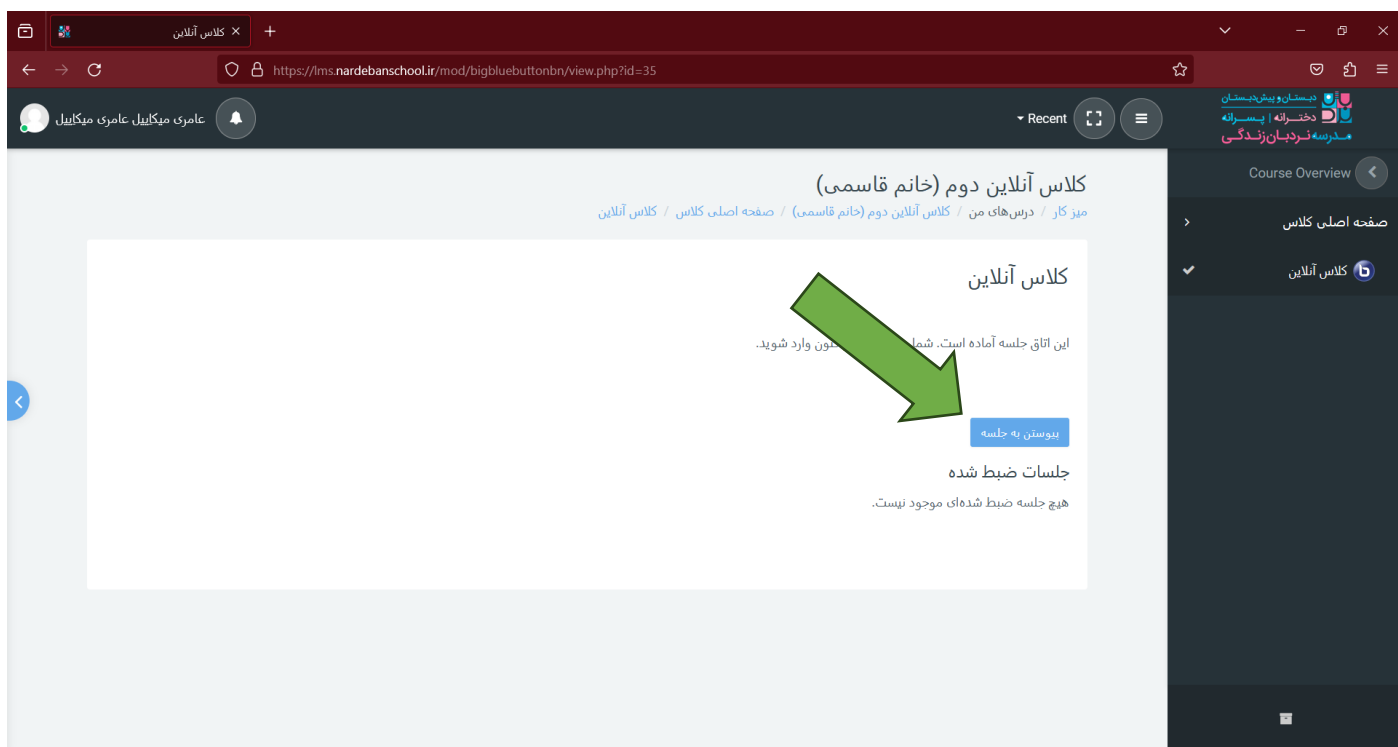 کلاس آنلاین
https://lms.nardebanschool.ir/mod/bigbluebuttonbn/view.php?id=35
دبستان و پیش‌دبستان
دخترانه | پسرانه
مدرسه نردبان زندگی
Recent
عامری میکاییل عامری میکاییل
Course Overview
صفحه اصلی کلاس
کلاس آنلاین
کلاس آنلاین دوم (خانم قاسمی)
میز کار / درس‌های من / کلاس آنلاین دوم (خانم قاسمی) / صفحه اصلی کلاس / کلاس آنلاین
کلاس آنلاین
این اتاق جلسه آماده است. وارد شوید.
پیوستن به جلسه
جلسات ضبط شده
هیچ جلسه ضبط شده‌ای موجود نیست.